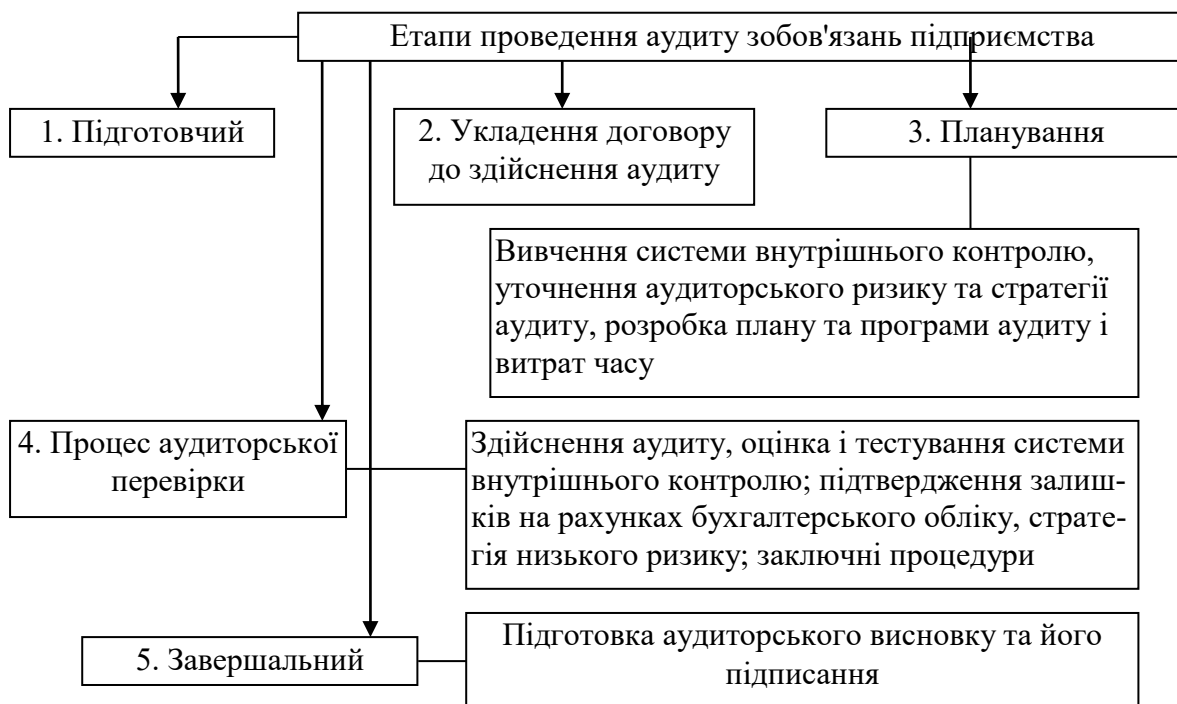 Етапи проведення аудиту зобов'язань підприємства
1. Підготовчий
2. Укладення договору
до здійснення аудиту
3. Планування
Вивчення системи внутрішнього контролю,
уточнення аудиторського ризику та стратегії
аудиту, розробка плану та програми аудиту і
витрат часу
4. Процес аудиторської
перевірки
Здійснення аудиту, оцінка і тестування системи
внутрішнього контролю; підтвердження залиш-
ків на рахунках бухгалтерського обліку, страте-
гія низького ризику; заключні процедури
5. Завершальний
Підготовка аудиторського висновку та його
підписання